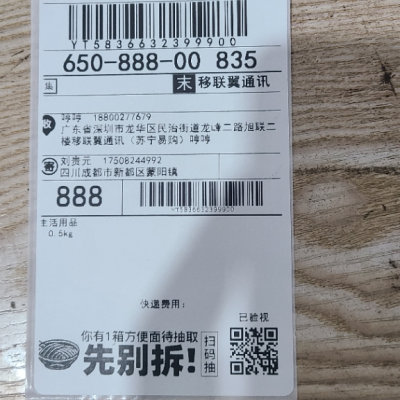 YT5836632399900
650-888-00 835
集
末 移联翼通讯
收 哼哼 18800277679
广东省深圳市龙华区民治街道龙峰二路旭联二
楼移联翼通讯（苏宁易购）哼哼
寄 刘贵元 17508244992
四川成都市新都区蒙阳镇
888
YT5836632399900
生活用品
0.5kg
快递费用：
已验视
你有1箱方便面待抽取
先别拆!
扫码抽